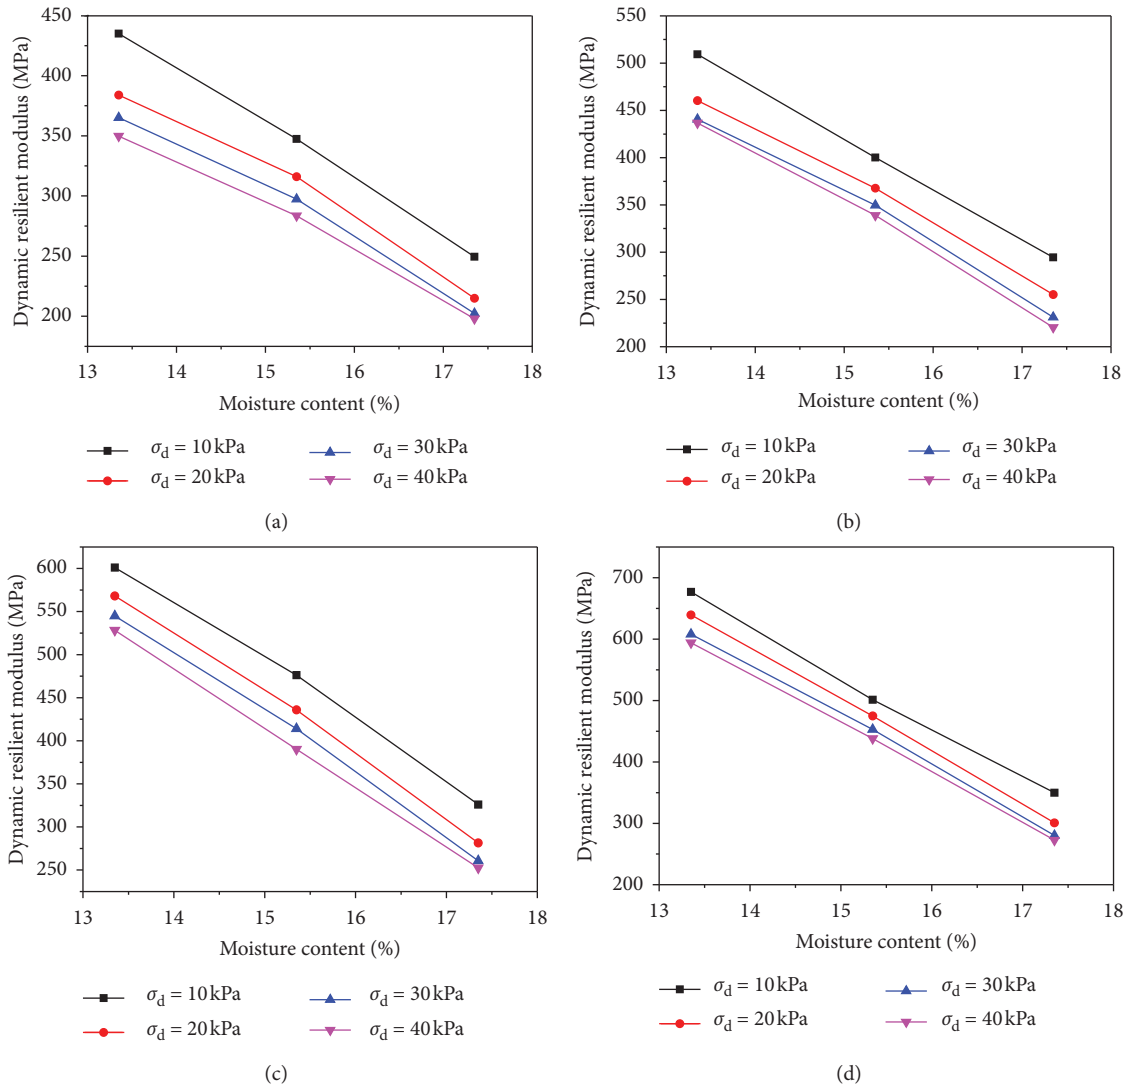 450
400
350
300
250
200
Dynamic resilient modulus (MPa)
13 14 15 16 17 18
Moisture content (%)
σd = 10 kPa σd = 30 kPa
σd = 20 kPa σd = 40 kPa
(a)
550
500
450
400
350
300
250
200
Dynamic resilient modulus (MPa)
13 14 15 16 17 18
Moisture content (%)
σd = 10 kPa σd = 30 kPa
σd = 20 kPa σd = 40 kPa
(b)
600
550
500
450
400
350
300
250
Dynamic resilient modulus (MPa)
13 14 15 16 17 18
Moisture content (%)
σd = 10 kPa σd = 30 kPa
σd = 20 kPa σd = 40 kPa
(c)
700
600
500
400
300
200
Dynamic resilient modulus (MPa)
13 14 15 16 17 18
Moisture content (%)
σd = 10 kPa σd = 30 kPa
σd = 20 kPa σd = 40 kPa
(d)